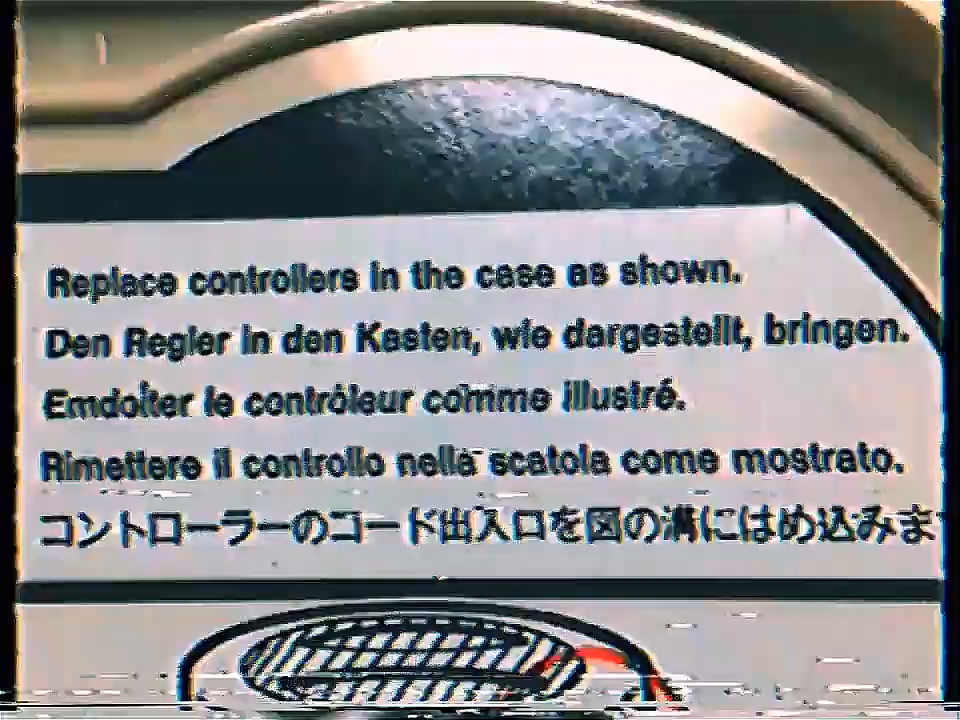 Replace controllers in the case as shown.
Den Regler in den Kasten, wie dargestellt, bringen.
Emdoiter le contrôleur comme illustré.
Rimettere il controllo nella scatola come mostrato.
コントローラーのコード出入口を図の溝にはめ込みま